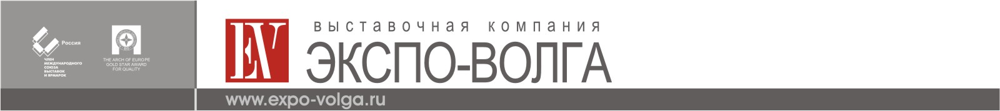 Россия
ЧЛЕН
МЕЖДУНАРОДНОГО
СОЮЗА
ВЫСТАВОК
И ЯРМАРОК
THE ARCH OF EUROPE
GOLD STAR AWARD
FOR QUALITY
EV
выставочная компания
ЭКСПО-ВОЛГА
www.expo-volga.ru